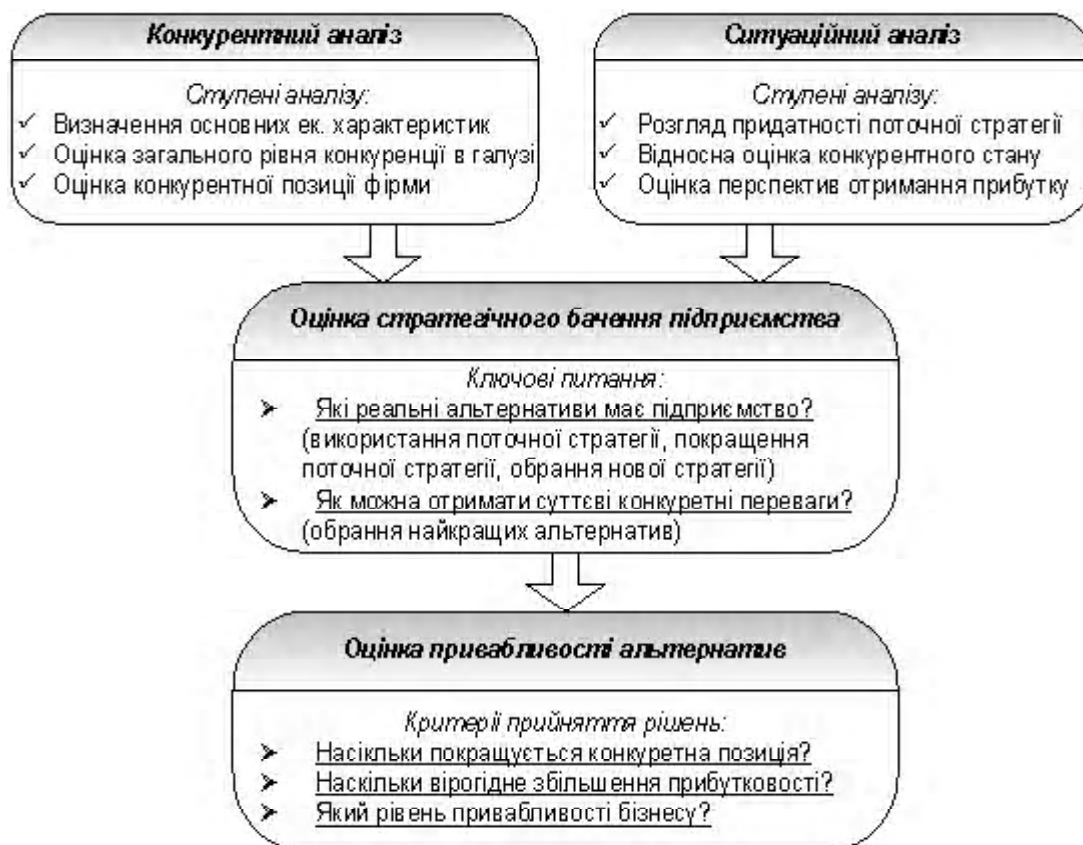 Конкурентний аналіз
Ступені аналізу:
✓ Визначення основних ек. характеристик
✓ Оцінка загального рівня конкуренції в галузі
✓ Оцінка конкурентної позиції фірми
Ситуаційний аналіз
Ступені аналізу:
✓ Розгляд придатності поточної стратегії
✓ Відносна оцінка конкурентного стану
✓ Оцінка перспектив отримання прибутку
Оцінка стратегічного бачення підприємства
Ключові питання:
➢ Які реальні альтернативи має підприємство?
(використання поточної стратегії, покращення
поточної стратегії, обрання нової стратегії)
➢ Як можна отримати суттєві конкуретні переваги?
(обрання найкращих альтернатив)
Оцінка привабливості альтернатив
Критерії прийняття рішень:
➢ Насікльки покращується конкуретна позиція?
➢ Наскільки вірогідне збільшення прибутковості?
➢ Який рівень привабливості бізнесу?